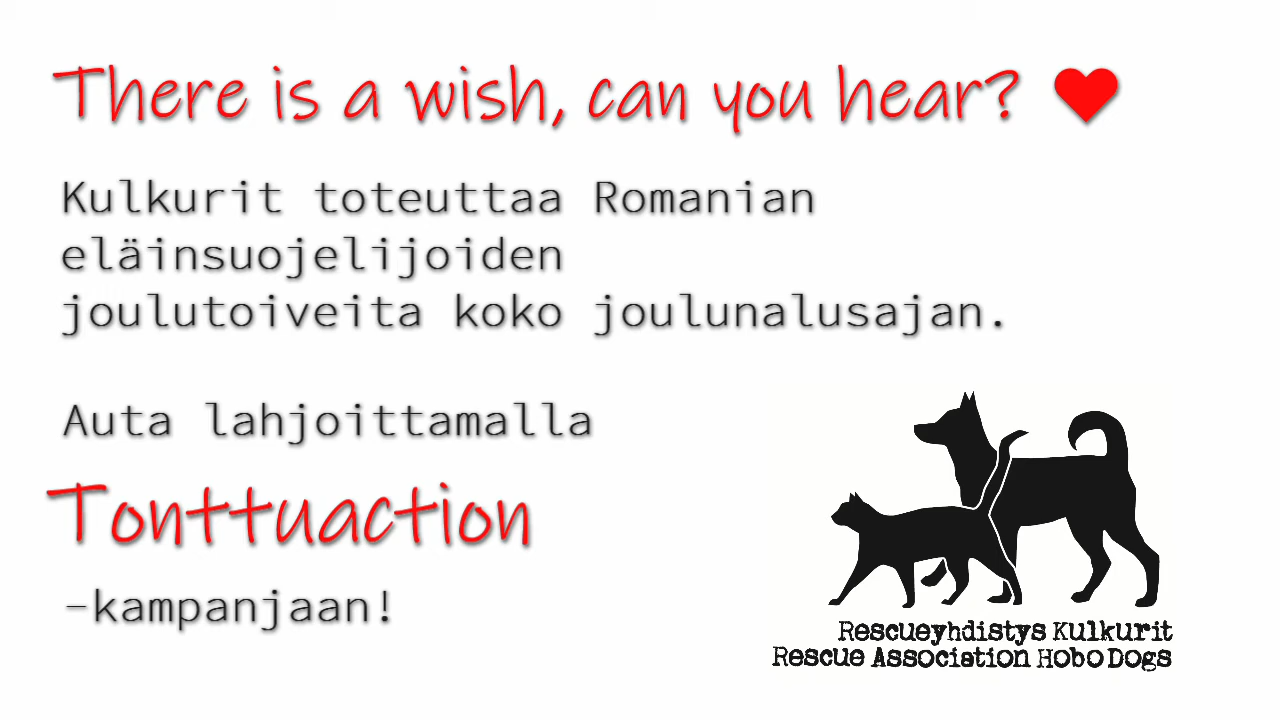 There is a wish, can you hear? ♥
Kulkurit toteuttaa Romanian
eläinsuojelijoiden
joulutoiveita koko joulunalusajan.
Auta lahjoittamalla
Tonttuaction
-kampanjaan!
Rescueyhdistys Kulkurit
Rescue Association Hobo Dogs